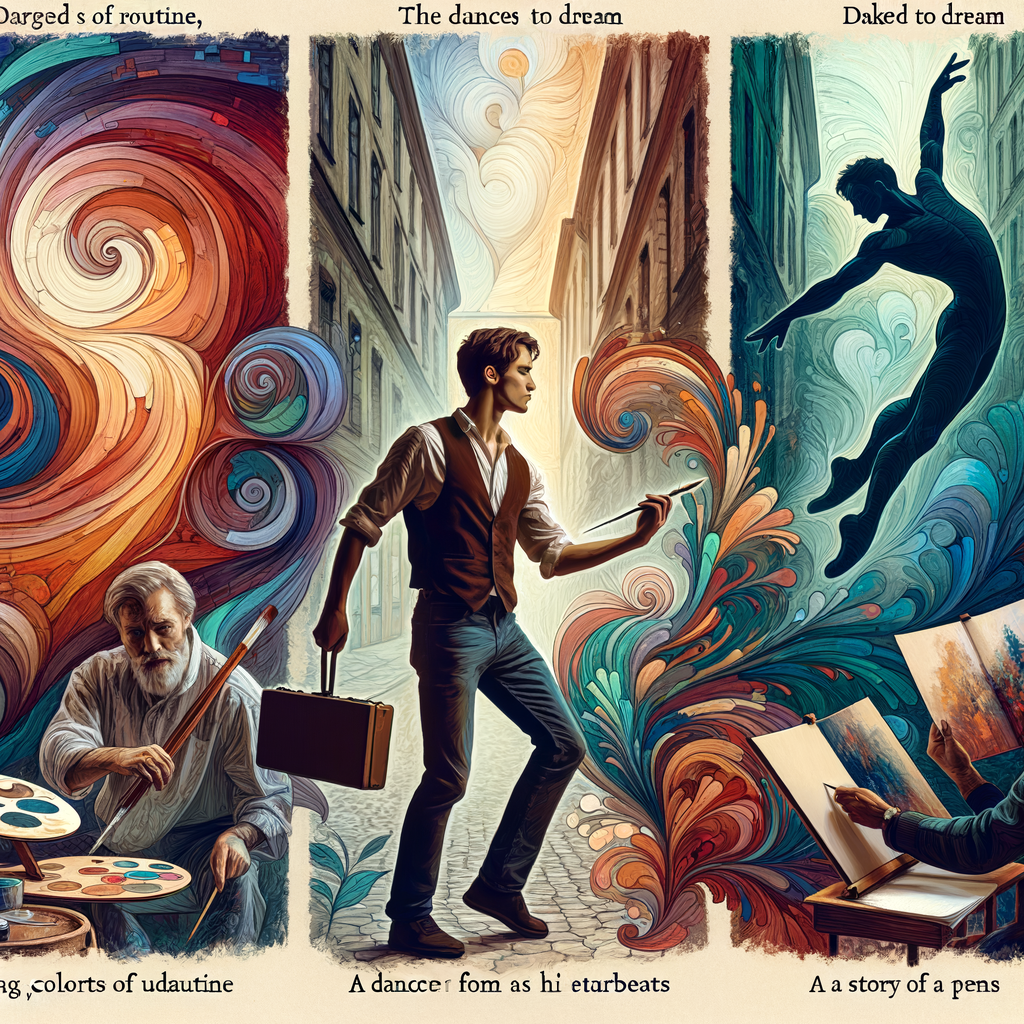 Darged s of routine,
The dances to dream
Daked to dream
ag ,colorts of udautine
A dancer fom as hi etarbeats
A a story of a pens